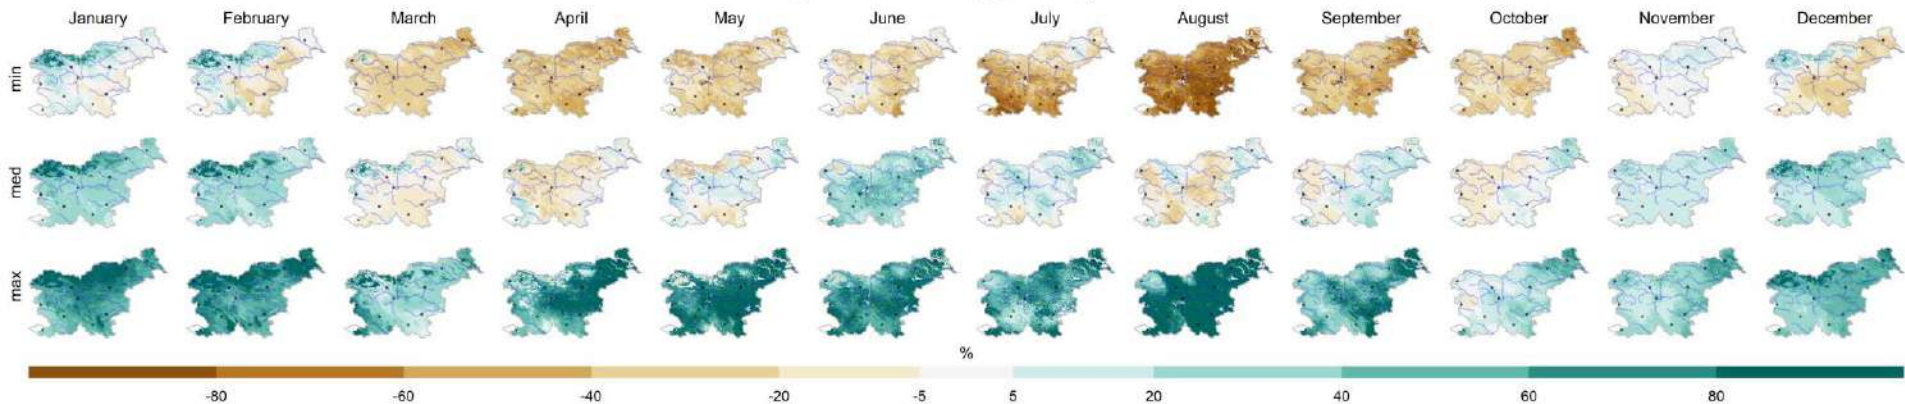 January February March April May June July August September October November December
min
med
max
%
-80 -60 -40 -20 -5 5 20 40 60 80